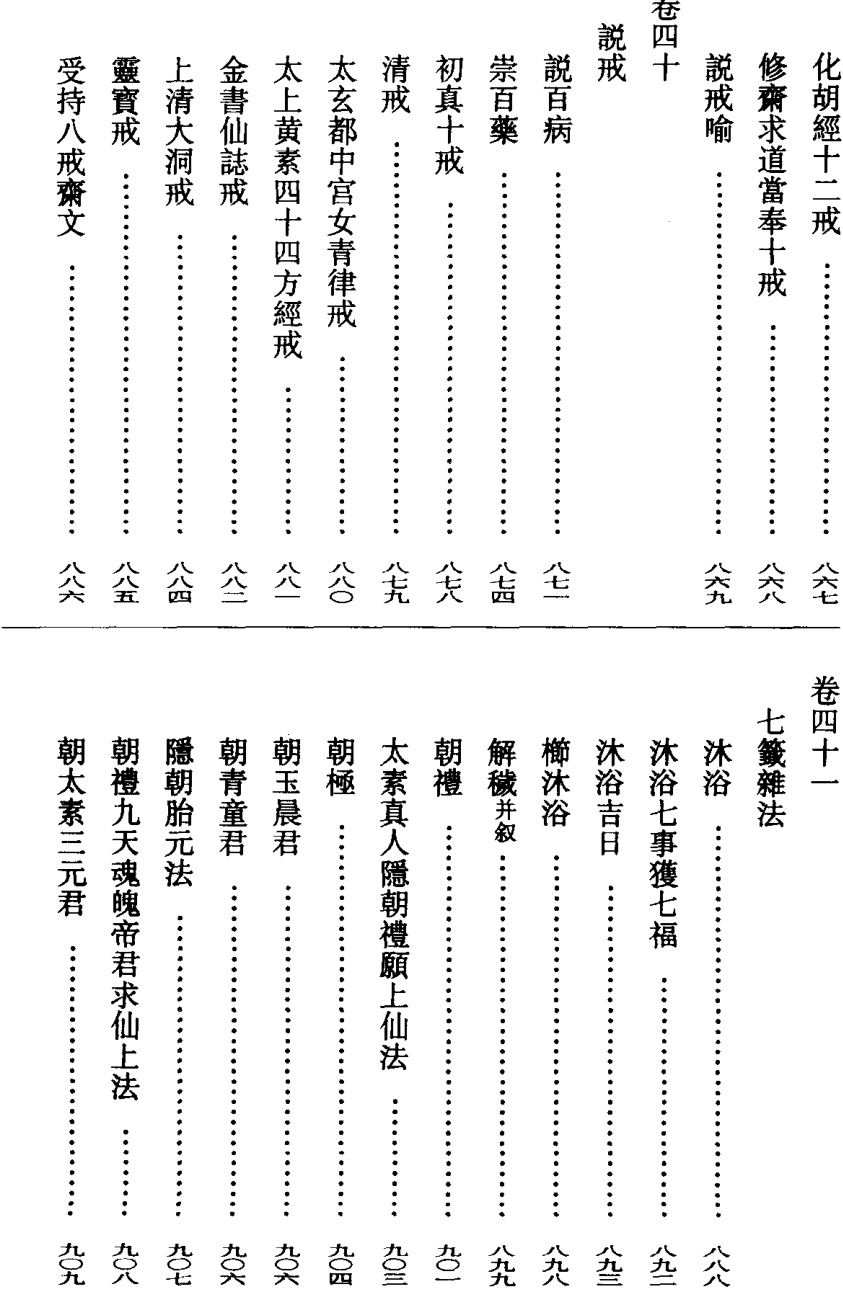 化胡經十二戒……八六七
修齋求道當奉十戒……八六八
説戒喻……八六九
卷四十
説戒
説百病……八七一
崇百藥……八七四
初真十戒……八七八
清戒……八七九
太玄都中宫女青律戒……八八〇
太上黄素四十四方經戒……八八一
金書仙誌戒……八八二
上清大洞戒……八八四
靈寶戒……八八五
受持八戒齋文……八八六
卷四十一
七籤雜法
沐浴……八八八
沐浴七事獲七福……八九二
沐浴吉日……八九三
櫛沐浴……八九八
解穢并叙……八九九
朝禮……九〇一
太素真人隱朝禮願上仙法……九〇三
朝極……九〇四
朝玉晨君……九〇六
朝青童君……九〇六
隱朝胎元法……九〇七
朝禮九天魂魄帝君求仙上法……九〇八
朝太素三元君……九〇九